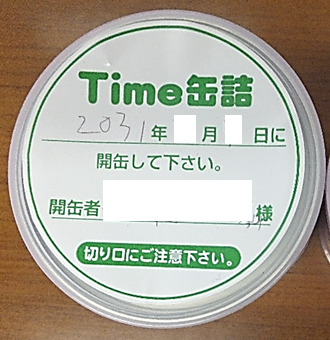 Time缶詰
2031年 月 日に
開缶して下さい。
開缶者 様
切り口にご注意下さい。